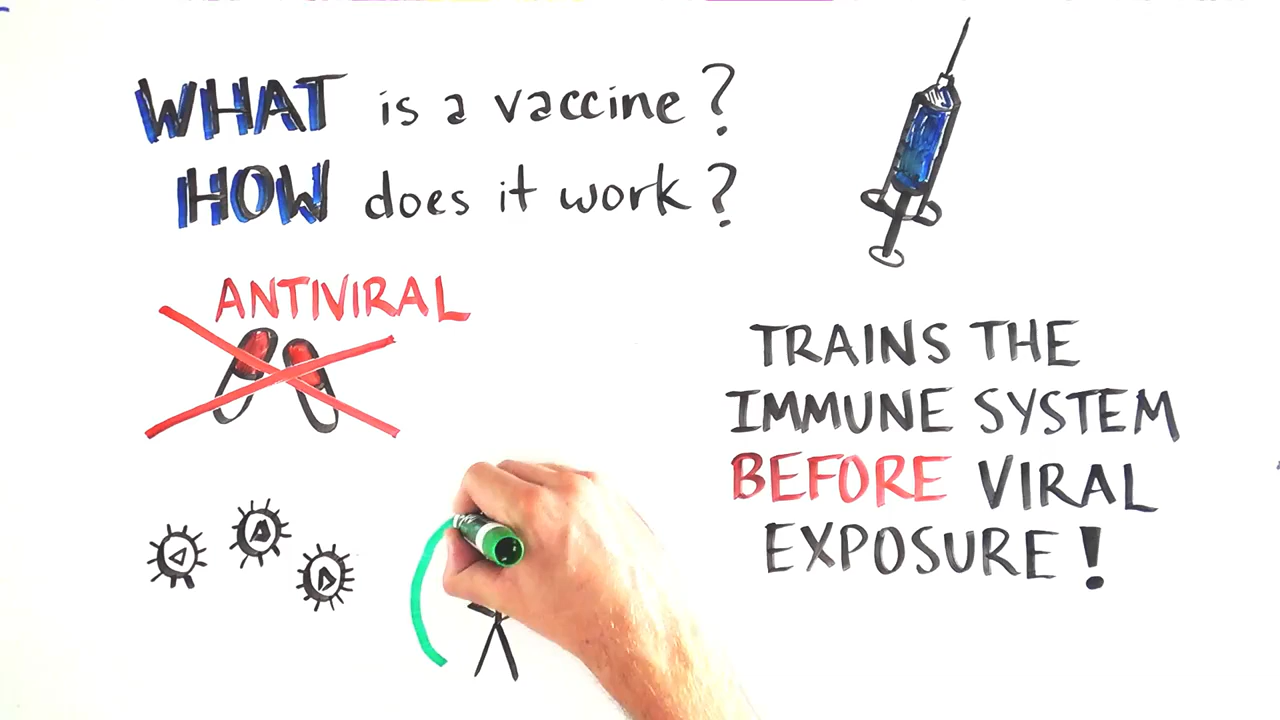 WHAT is a vaccine?
HOW does it work?
ANTIVIRAL
TRAINS THE
IMMUNE SYSTEM
BEFORE VIRAL
EXPOSURE!